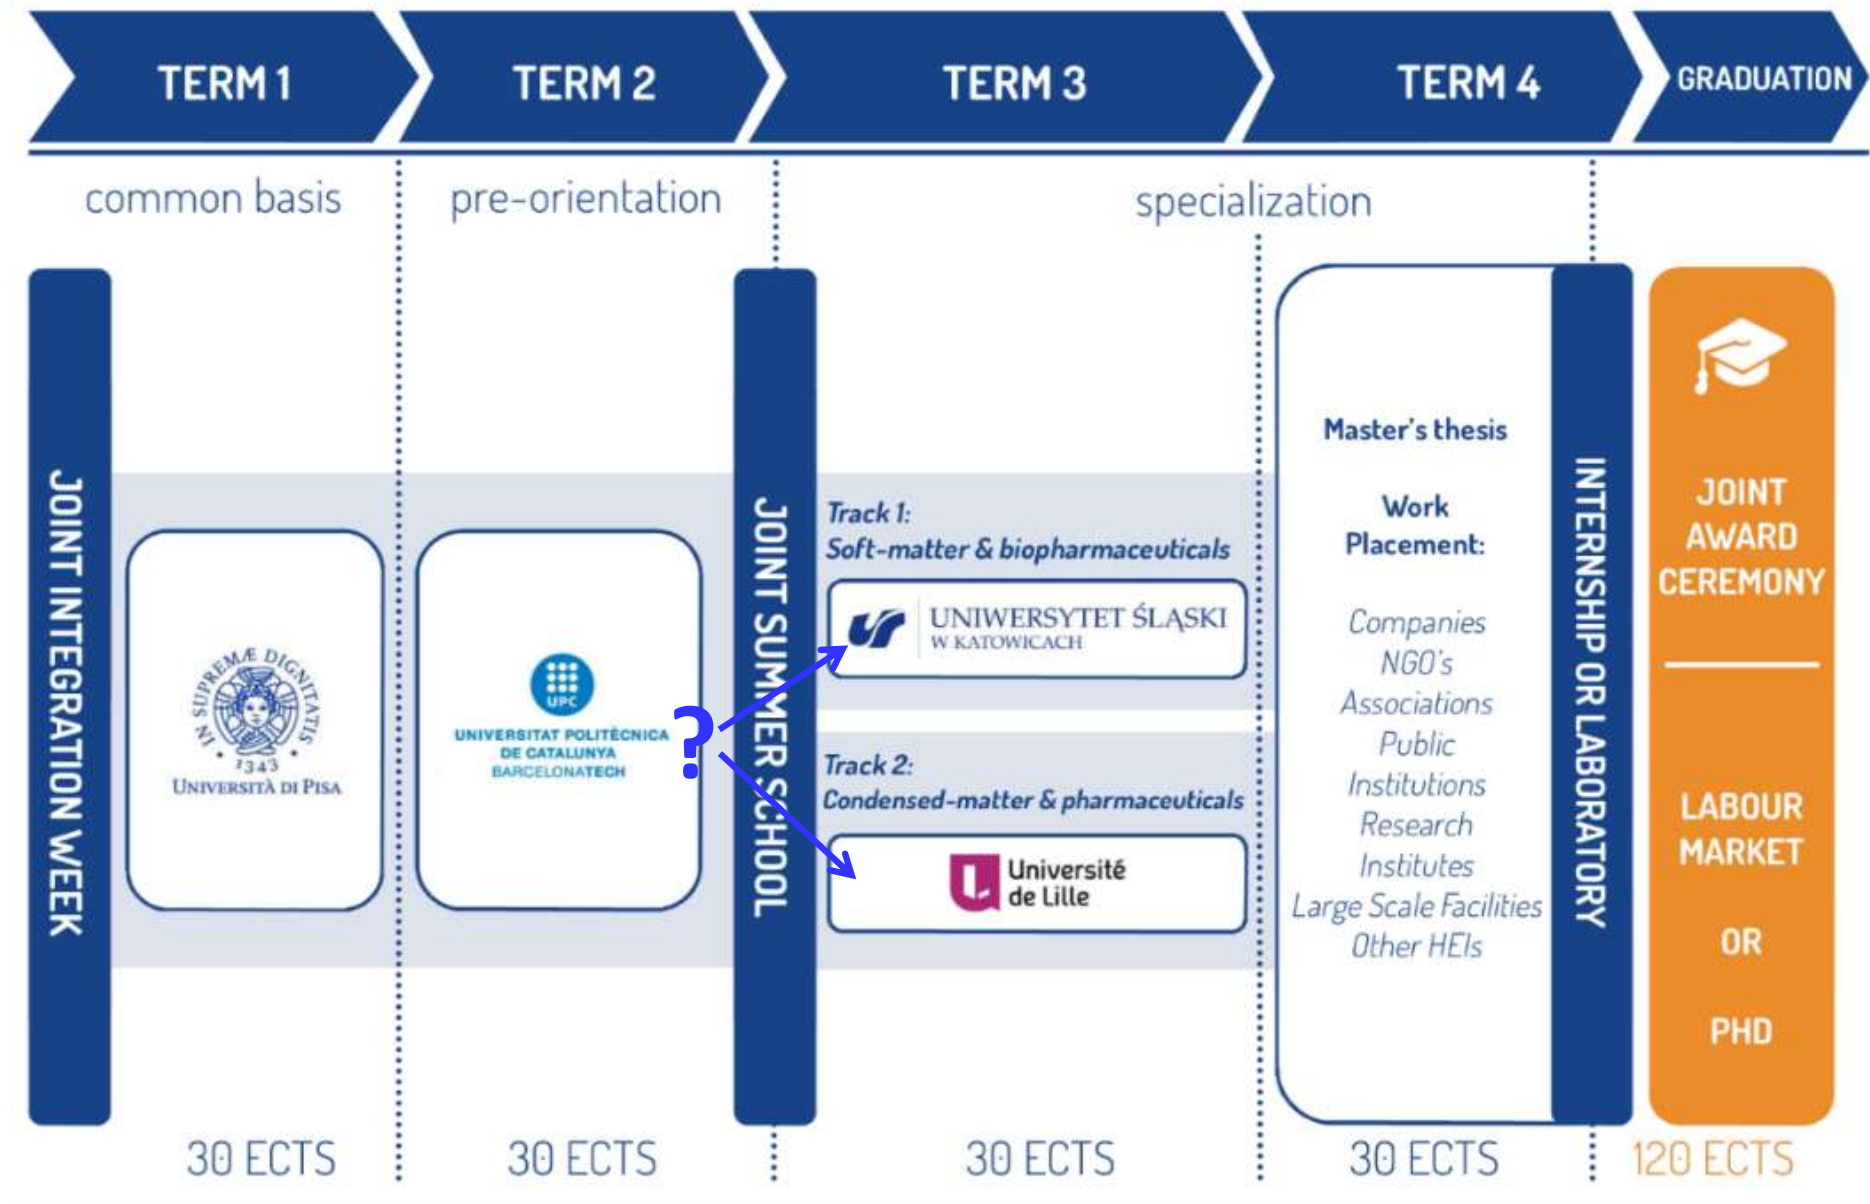 TERM 1
TERM 2
TERM 3
TERM 4
GRADUATION
common basis
pre-orientation
specialization
JOINT INTEGRATION WEEK
IN SUPREMÆ DIGNITATIS
1343
UNIVERSITÀ DI PISA
UPC
UNIVERSITAT POLITÈCNICA
DE CATALUNYA
BARCELONATECH
?
JOINT SUMMER SCHOOL
Track 1:
Soft-matter & biopharmaceuticals
UNIWERSYTET ŚLĄSKI
W KATOWICACH
Track 2:
Condensed-matter & pharmaceuticals
Université
de Lille
Master's thesis
Work
Placement:
Companies
NGO's
Associations
Public
Institutions
Research
Institutes
Large Scale Facilities
Other HEIs
INTERNSHIP OR LABORATORY
JOINT
AWARD
CEREMONY
LABOUR
MARKET
OR
PHD
30 ECTS
30 ECTS
30 ECTS
30 ECTS
120 ECTS